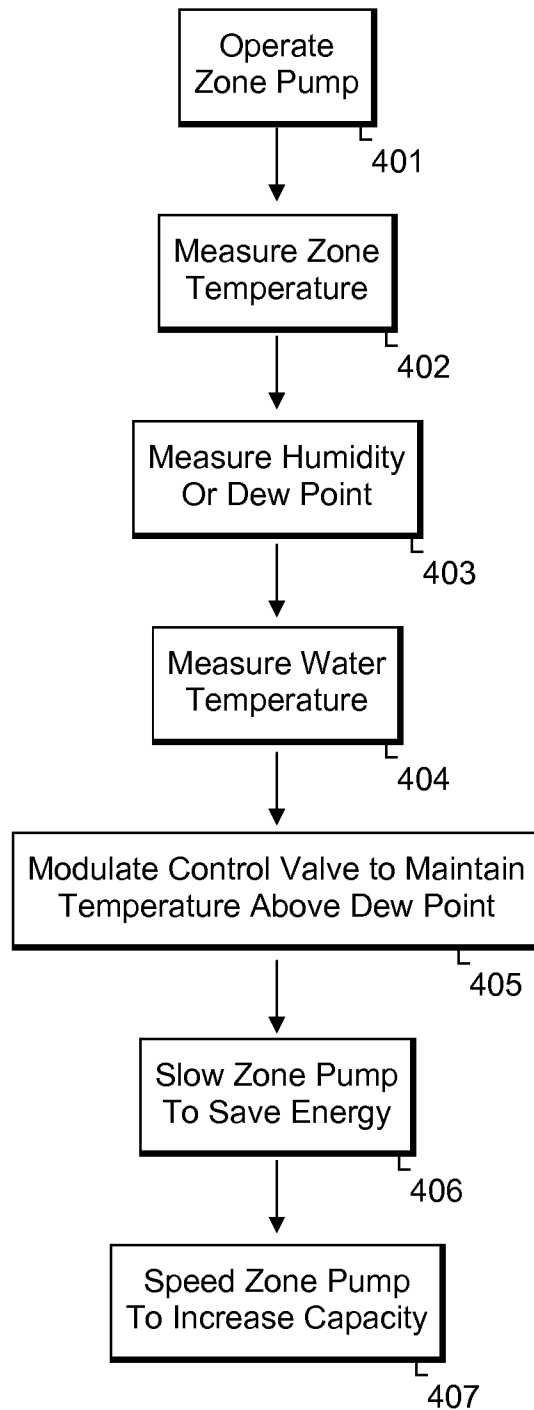 Operate
Zone Pump
401
Measure Zone
Temperature
402
Measure Humidity
Or Dew Point
403
Measure Water
Temperature
404
Modulate Control Valve to Maintain
Temperature Above Dew Point
405
Slow Zone Pump
To Save Energy
406
Speed Zone Pump
To Increase Capacity
407